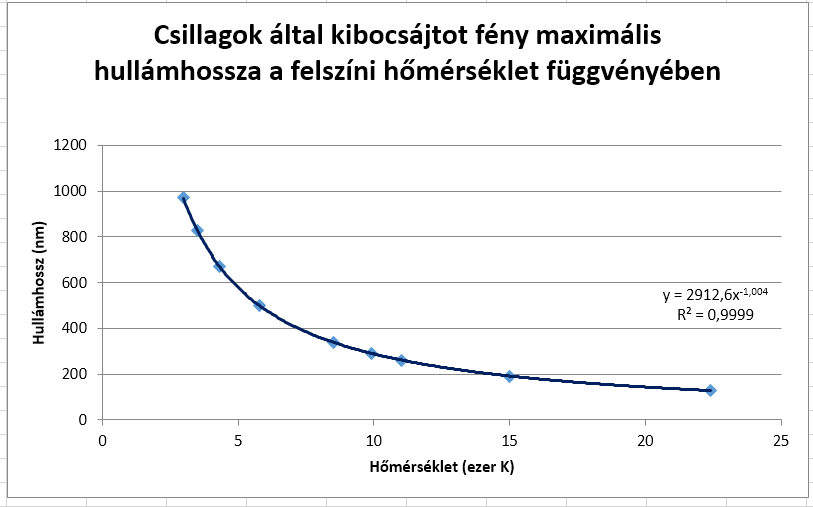 Csillagok által kibocsájtot fény maximális
hullámhossza a felszíni hőmérséklet függvényében
1200
1000
800
600
400
200
0
Hullámhossz (nm)
y = 2912,6x⁻¹,⁰⁰⁴
R² = 0,9999
0 5 10 15 20 25
Hőmérséklet (ezer K)